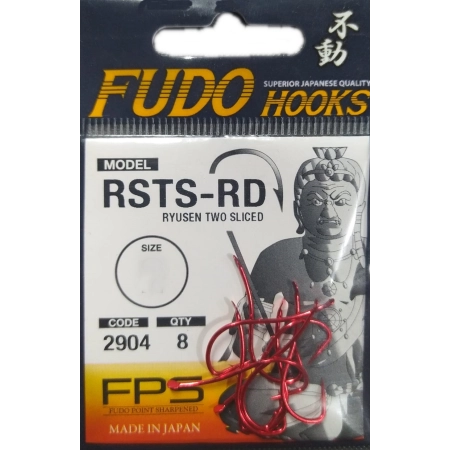 不動
FUDO HOOKS
SUPERIOR JAPANESE QUALITY
MODEL
RSTS-RD
RYUSEN TWO SLICED
SIZE
CODE QTY
2904 8
FPS
FUDO POINT SHARPENED
MADE IN JAPAN